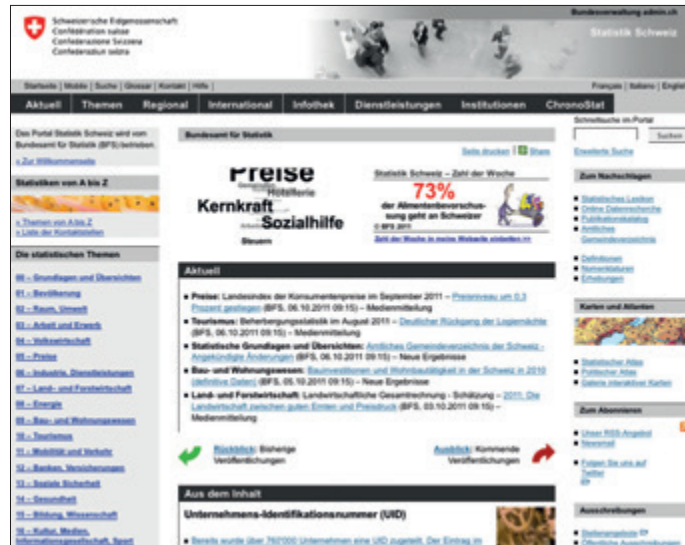 Bundesverwaltung admin.ch
Schweizerische Eidgenossenschaft
Confédération suisse
Confederazione Svizzera
Confederaziun svizra
Statistik Schweiz
Startseite | Mobile | Suche | Glossar | Kontakt | Hilfe |
Français | Italiano | English
Aktuell Themen Regional International Infothek Dienstleistungen Institutionen ChronoStat
Das Portal Statistik Schweiz wird vom
Bundesamt für Statistik (BFS) betrieben.
» Zur Willkommensseite
Statistiken von A bis Z
» Themen von A bis Z
» Liste der Kontaktstellen
Die statistischen Themen
00 – Grundlagen und Übersichten
01 – Bevölkerung
02 – Raum, Umwelt
03 – Arbeit und Erwerb
04 – Volkswirtschaft
05 – Preise
06 – Industrie, Dienstleistungen
07 – Land- und Forstwirtschaft
08 – Energie
09 – Bau- und Wohnungswesen
10 – Tourismus
11 – Mobilität und Verkehr
12 – Banken, Versicherungen
13 – Soziale Sicherheit
14 – Gesundheit
15 – Bildung, Wissenschaft
16 – Kultur, Medien,
Informationsgesellschaft, Sport
Bundesamt für Statistik
Seite drucken | Share
Preise
Hotellerie
Kernkraft
Sozialhilfe
Steuern
Statistik Schweiz – Zahl der Woche
73%
der Alimentenbevorschus-
sung geht an Schweizer
© BFS 2011
Zahl der Woche in meine Webseite einbetten >>
Aktuell
Preise: Landesindex der Konsumentenpreise im September 2011 – Preisniveau um 0.3
Prozent gestiegen (BFS, 06.10.2011 09:15) – Medienmitteilung
Tourismus: Beherbergungsstatistik im August 2011 – Deutlicher Rückgang der Logiernächte
(BFS, 06.10.2011 09:15) – Medienmitteilung
Statistische Grundlagen und Übersichten: Amtliches Gemeindeverzeichnis der Schweiz -
Angekündigte Änderungen (BFS, 06.10.2011 09:15) – Neue Ergebnisse
Bau- und Wohnungswesen: Bauinvestitionen und Wohnbautätigkeit in der Schweiz in 2010
(definitive Daten) (BFS, 05.10.2011 09:15) – Neue Ergebnisse
Land- und Forstwirtschaft: Landwirtschaftliche Gesamtrechnung - Schätzung – 2011: Die
Landwirtschaft zwischen guten Ernten und Preisdruck (BFS, 03.10.2011 09:15) –
Medienmitteilung
Rückblick: Bisherige
Veröffentlichungen
Ausblick: Kommende
Veröffentlichungen
Aus dem Inhalt
Unternehmens-Identifikationsnummer (UID)
Bereits wurde über 760'000 Unternehmen eine UID zugeteilt. Der Eintrag im
Schnellsuche im Portal
Suchen
Erweiterte Suche
Zum Nachschlagen
Statistisches Lexikon
Online Datenrecherche
Publikationskatalog
Amtliches
Gemeindeverzeichnis
Definitionen
Nomenklaturen
Erhebungen
Karten und Atlanten
Statistischer Atlas
Politischer Atlas
Galerie interaktiver Karten
Zum Abonnieren
Unser RSS-Angebot
Newsmail
Folgen Sie uns auf
Twitter
Ausschreibungen
Stellenangebote
Öffentliche Ausschreibungen